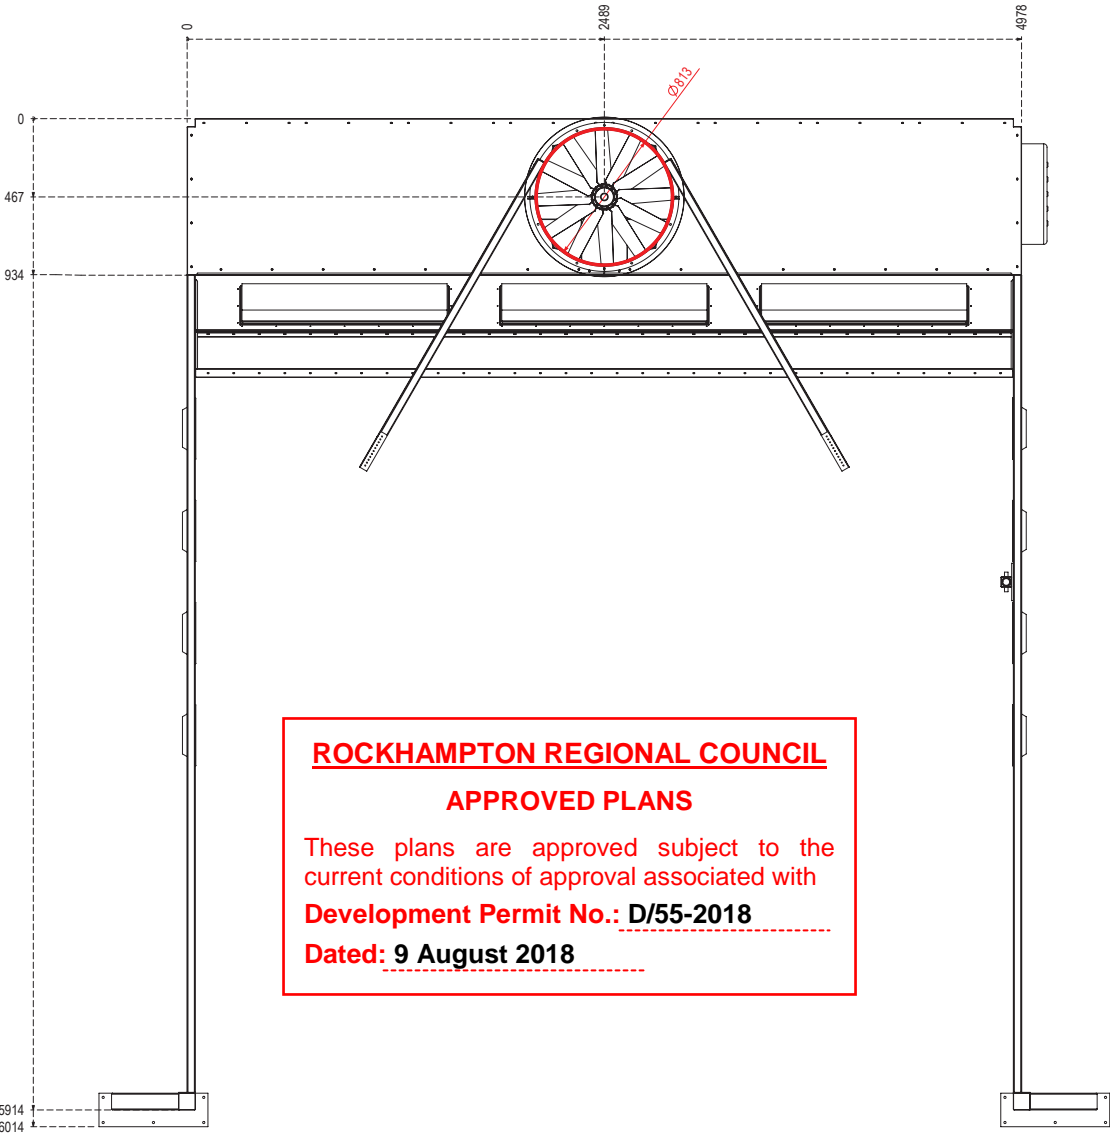 0
2489
4978
Ø813
0
467
934
ROCKHAMPTON REGIONAL COUNCIL
APPROVED PLANS
These plans are approved subject to the
current conditions of approval associated with
Development Permit No.: D/55-2018
Dated: 9 August 2018
5914
6014